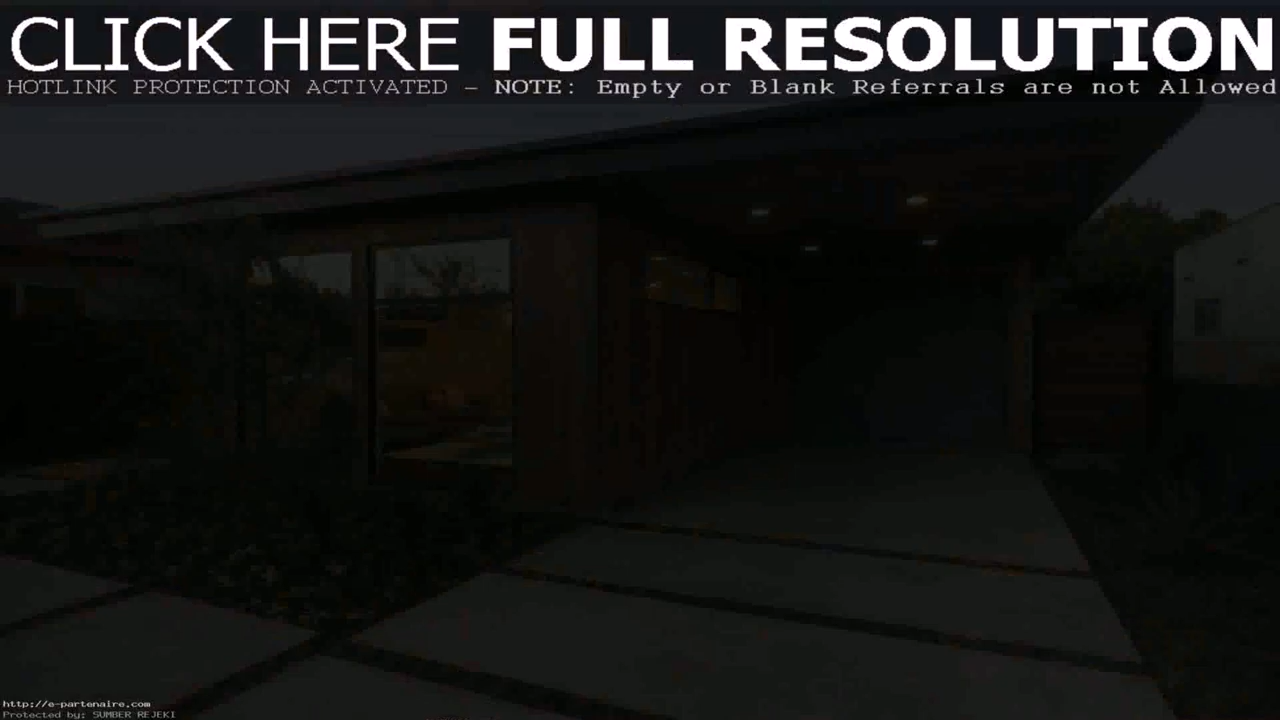 CLICK HERE FULL RESOLUTION
HOTLINK PROTECTION ACTIVATED - NOTE: Empty or Blank Referrals are not Allowed
http://e-partenaire.com
Protected by: SUMBER REJEKI